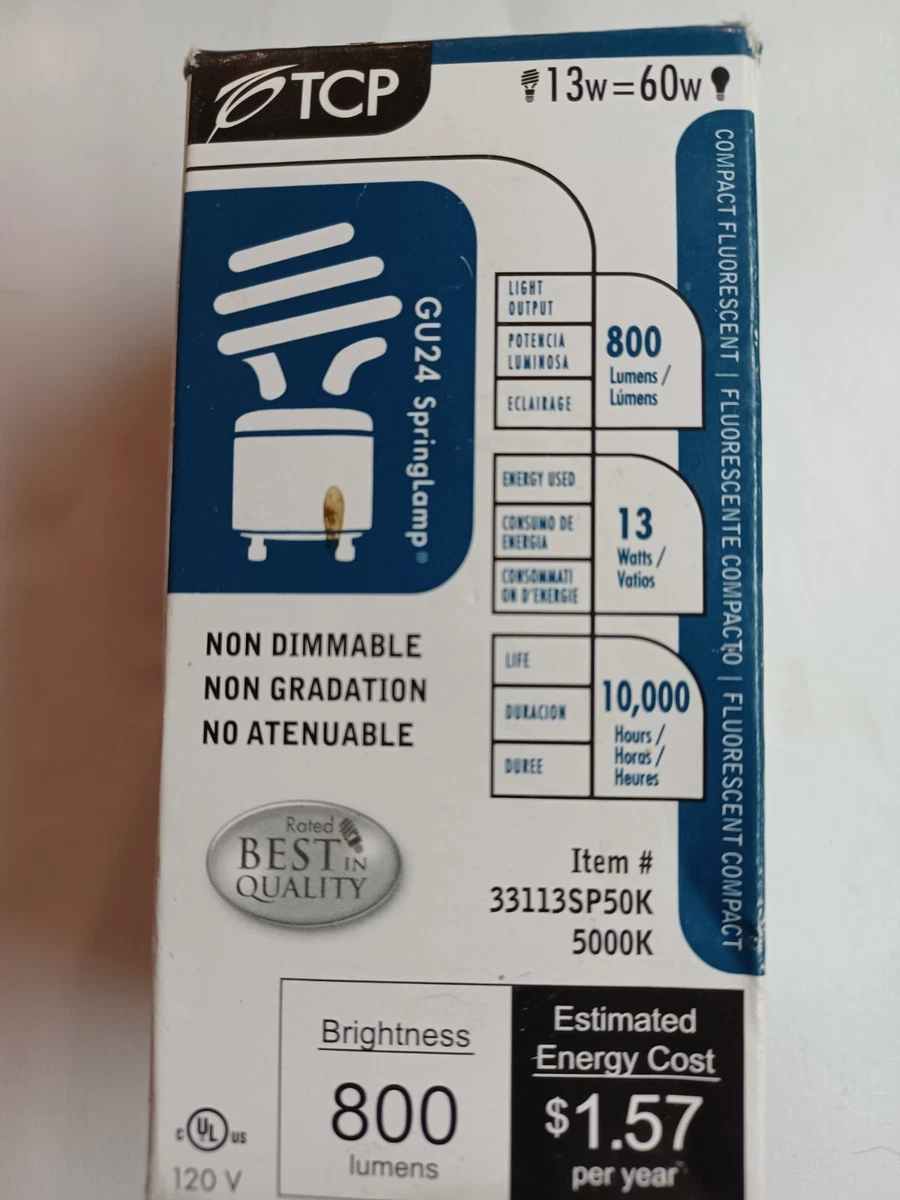 TCP
13w=60w
COMPACT FLUORESCENT | FLUORESCENTE COMPACTO | FLUORESCENT COMPACT
GU24 SpringLamp®
LIGHT
OUTPUT
POTENCIA
LUMINOSA
ECLAIRAGE
800
Lumens /
Lúmens
ENERGY USED
CONSUMO DE
ENERGIA
CONSOMMATI
ON D'ENERGIE
13
Watts /
Vatios
LIFE
DURACION
DUREE
10,000
Hours /
Horas /
Heures
NON DIMMABLE
NON GRADATION
NO ATENUABLE
Rated
BEST IN
QUALITY
Item #
33113SP50K
5000K
Brightness
800
lumens
Estimated
Energy Cost
$1.57
per year
c UL us
120 V